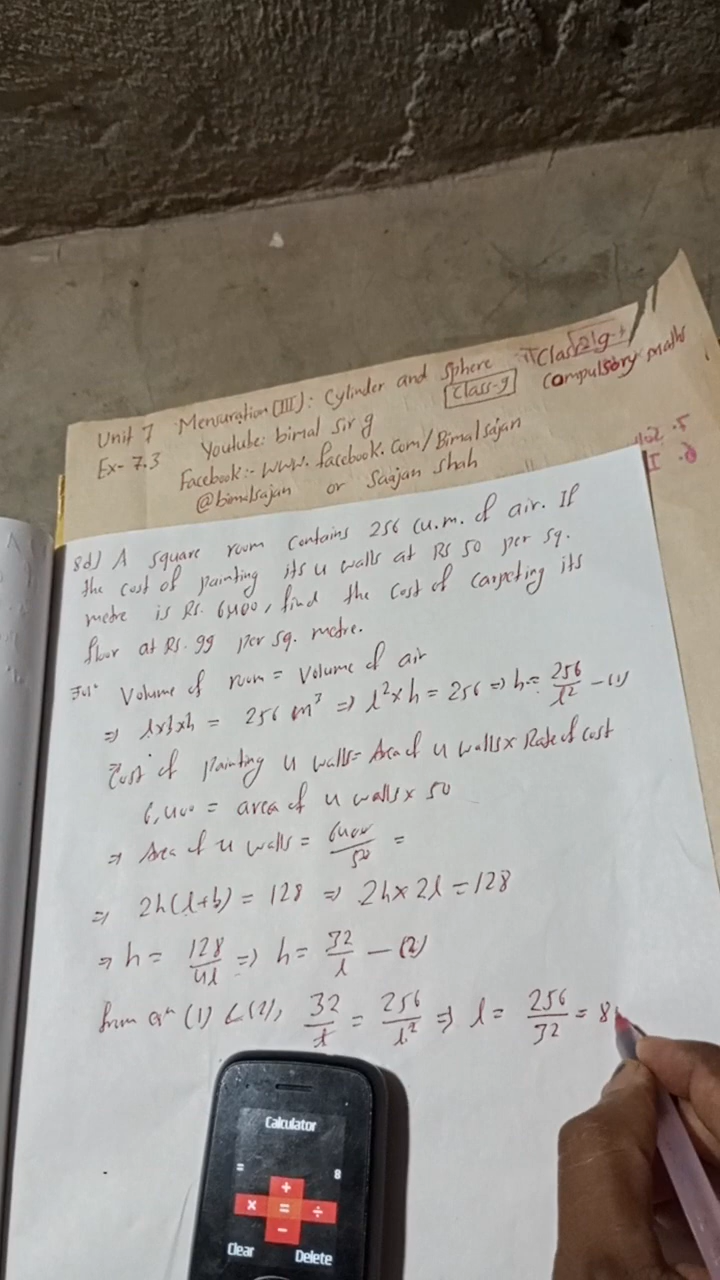 Unit 7 Mensuration (III): Cylinder and Sphere
Ex- 7.3 Youtube: bimal sir g Class-9 Compulsory maths
Facebook:- www.facebook.com/Bimalsajan
@bimalsajan or Saajan Shah
8d) A square room contains 256 cu.m. of air. If
the cost of painting its 4 walls at Rs 50 per sq.
metre is Rs. 6400, find the cost of carpeting its
floor at Rs. 99 per sq. metre.
Volume of room = Volume of air
⇒ l×l×h = 256 m³ ⇒ l²×h = 256 ⇒ h = 256/l² — (1)
Cost of painting 4 walls = Area of 4 walls × Rate of cost
6,400 = area of 4 walls × 50
⇒ Area of 4 walls = 6400/50 =
⇒ 2h(l+b) = 128 ⇒ 2h×2l = 128
⇒ h = 128/4l ⇒ h = 32/l — (2)
from eqn (1) & (2), 32/l = 256/l² ⇒ l = 256/32 = 8
Calculator
= 8
+
× = ÷
−
Clear Delete